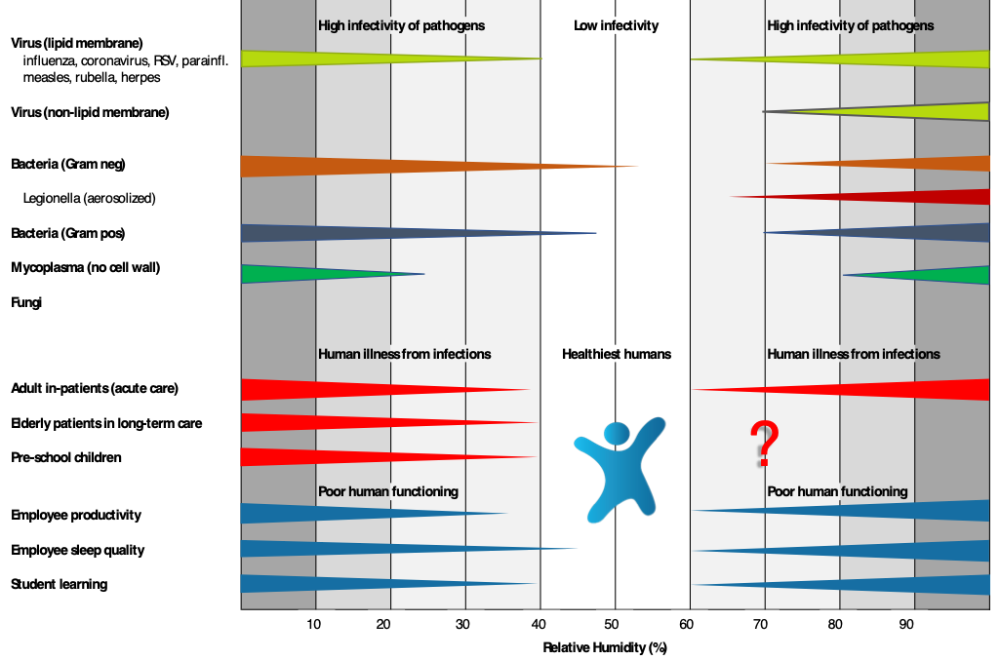 High infectivity of pathogens
Low infectivity
High infectivity of pathogens
Virus (lipid membrane)
influenza, coronavirus, RSV, parainfl.
measles, rubella, herpes
Virus (non-lipid membrane)
Bacteria (Gram neg)
Legionella (aerosolized)
Bacteria (Gram pos)
Mycoplasma (no cell wall)
Fungi
Human illness from infections
Healthiest humans
Human illness from infections
Adult in-patients (acute care)
Elderly patients in long-term care
?
Pre-school children
Poor human functioning
Poor human functioning
Employee productivity
Employee sleep quality
Student learning
10 20 30 40 50 60 70 80 90
Relative Humidity (%)